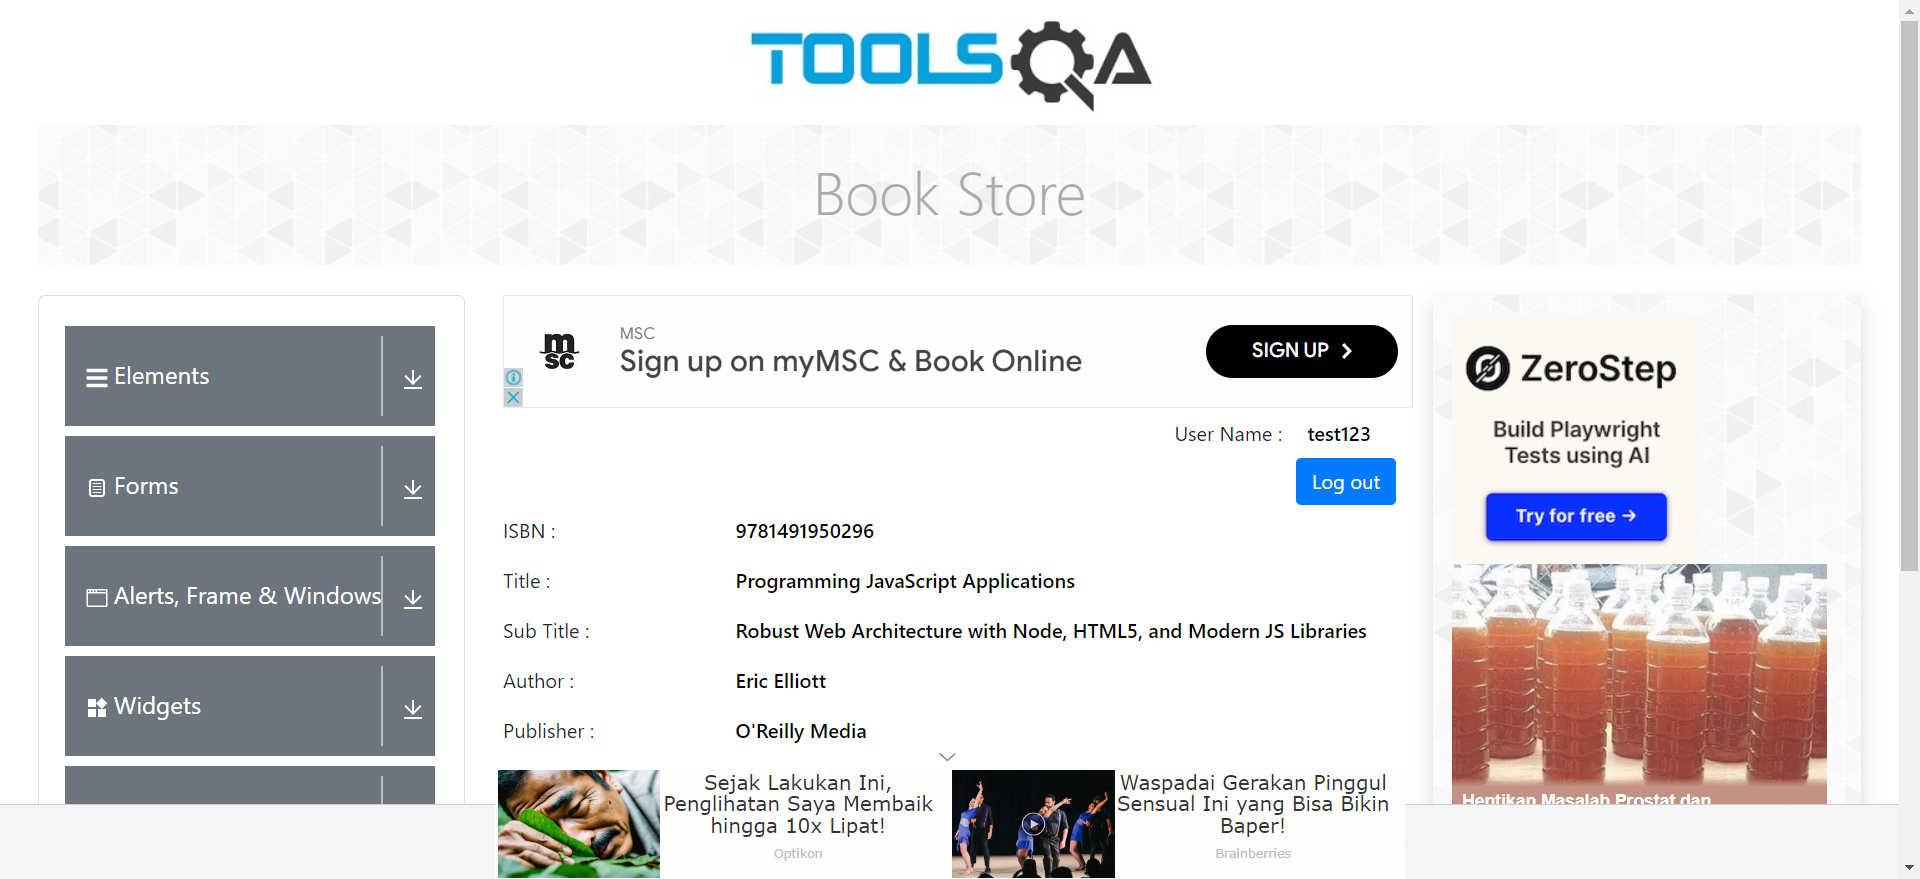 TOOLSQA
Book Store
Elements
Forms
Alerts, Frame & Windows
Widgets
msc
MSC
Sign up on myMSC & Book Online
SIGN UP
User Name :
test123
Log out
ISBN :
9781491950296
Title :
Programming JavaScript Applications
Sub Title :
Robust Web Architecture with Node, HTML5, and Modern JS Libraries
Author :
Eric Elliott
Publisher :
O'Reilly Media
Sejak Lakukan Ini,
Penglihatan Saya Membaik
hingga 10x Lipat!
Optikon
Waspadai Gerakan Pinggul
Sensual Ini yang Bisa Bikin
Baper!
Brainberries
ZeroStep
Build Playwright
Tests using AI
Try for free →
Hentikan Masalah Prostat dan